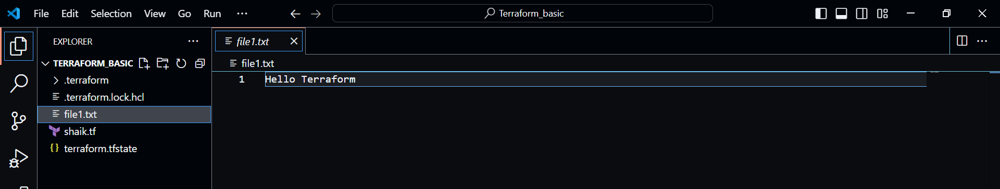 File Edit Selection View Go Run ··· Terraform_basic
EXPLORER ···
TERRAFORM_BASIC
.terraform
.terraform.lock.hcl
file1.txt
shaik.tf
{} terraform.tfstate
file1.txt
file1.txt
1 Hello Terraform